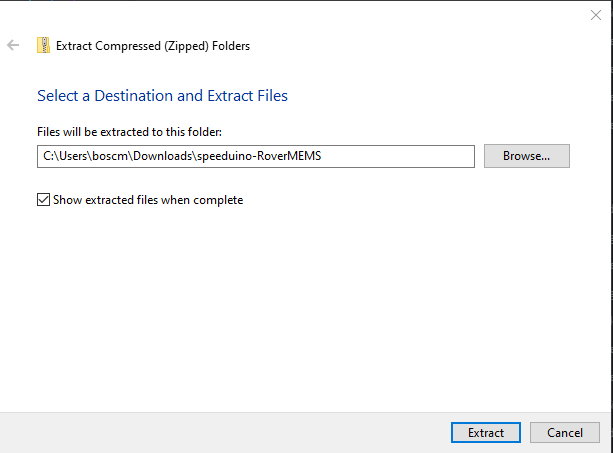 Extract Compressed (Zipped) Folders
Select a Destination and Extract Files
Files will be extracted to this folder:
C:\Users\boscm\Downloads\speeduino-RoverMEMS
Browse...
Show extracted files when complete
Extract
Cancel